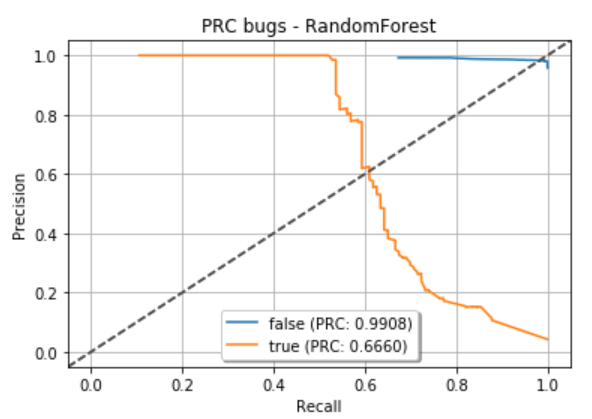 PRC bugs - RandomForest
1.0
0.8
0.6
0.4
0.2
0.0
Precision
false (PRC: 0.9908)
true (PRC: 0.6660)
0.0 0.2 0.4 0.6 0.8 1.0
Recall